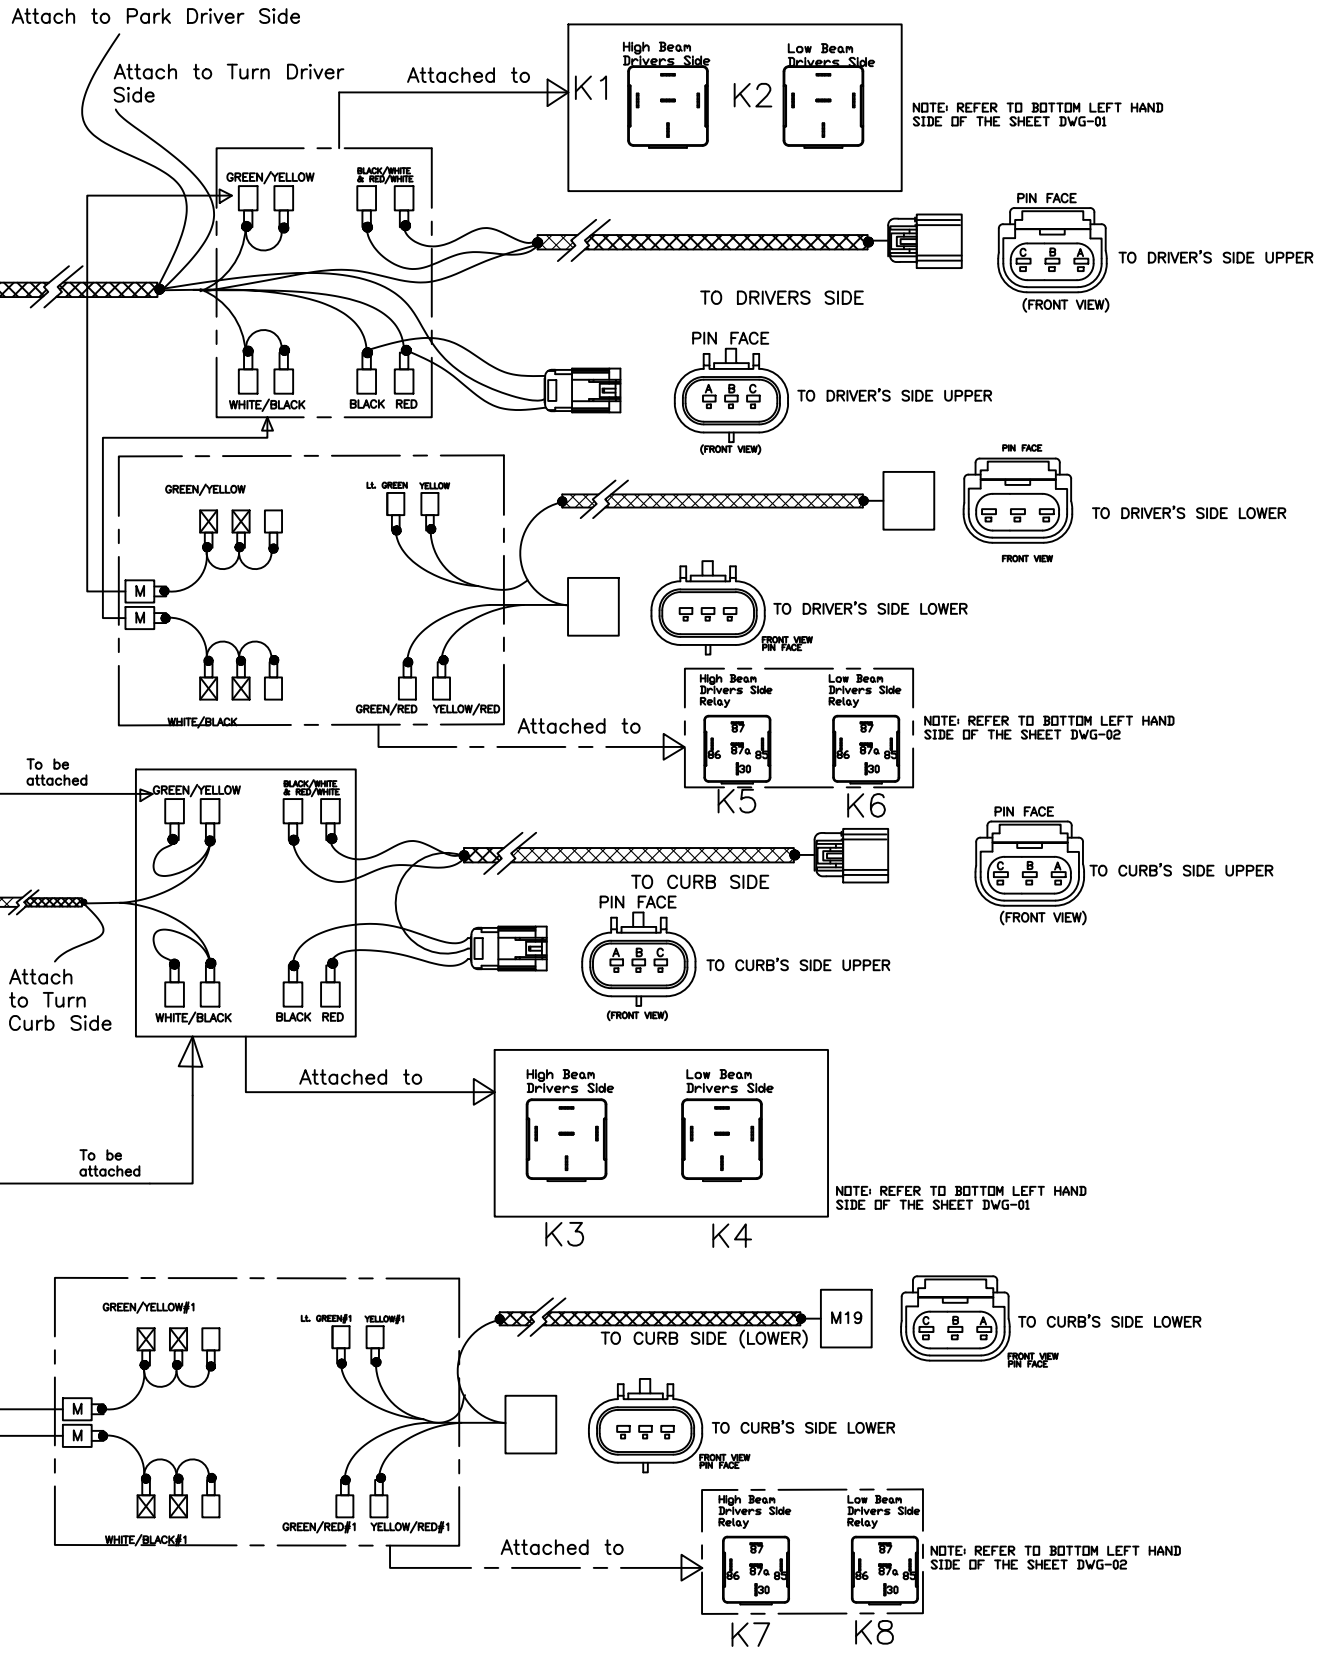 Attach to Park Driver Side
Attach to Turn Driver
Side
Attached to
K1
High Beam
Drivers Side
K2
Low Beam
Drivers Side
NOTE: REFER TO BOTTOM LEFT HAND
SIDE OF THE SHEET DWG-01
GREEN/YELLOW
BLACK/WHITE
& RED/WHITE
PIN FACE
C B A
TO DRIVER'S SIDE UPPER
(FRONT VIEW)
TO DRIVERS SIDE
PIN FACE
A B C
TO DRIVER'S SIDE UPPER
(FRONT VIEW)
WHITE/BLACK
BLACK
RED
GREEN/YELLOW
Lt. GREEN
YELLOW
PIN FACE
TO DRIVER'S SIDE LOWER
FRONT VIEW
M
M
TO DRIVER'S SIDE LOWER
FRONT VIEW
PIN FACE
WHITE/BLACK
GREEN/RED
YELLOW/RED
Attached to
High Beam
Drivers Side
Relay
87
86 87a 85
30
K5
Low Beam
Drivers Side
Relay
87
86 87a 85
30
K6
NOTE: REFER TO BOTTOM LEFT HAND
SIDE OF THE SHEET DWG-02
To be
attached
GREEN/YELLOW
BLACK/WHITE
& RED/WHITE
PIN FACE
C B A
TO CURB'S SIDE UPPER
(FRONT VIEW)
TO CURB SIDE
PIN FACE
A B C
TO CURB'S SIDE UPPER
(FRONT VIEW)
Attach
to Turn
Curb Side
WHITE/BLACK
BLACK
RED
Attached to
High Beam
Drivers Side
Low Beam
Drivers Side
To be
attached
NOTE: REFER TO BOTTOM LEFT HAND
SIDE OF THE SHEET DWG-01
K3
K4
GREEN/YELLOW#1
Lt. GREEN#1
YELLOW#1
TO CURB SIDE (LOWER)
M19
C B A
TO CURB'S SIDE LOWER
FRONT VIEW
PIN FACE
M
M
TO CURB'S SIDE LOWER
FRONT VIEW
PIN FACE
WHITE/BLACK#1
GREEN/RED#1
YELLOW/RED#1
Attached to
High Beam
Drivers Side
Relay
87
86 87a 85
30
K7
Low Beam
Drivers Side
Relay
87
86 87a 85
30
K8
NOTE: REFER TO BOTTOM LEFT HAND
SIDE OF THE SHEET DWG-02